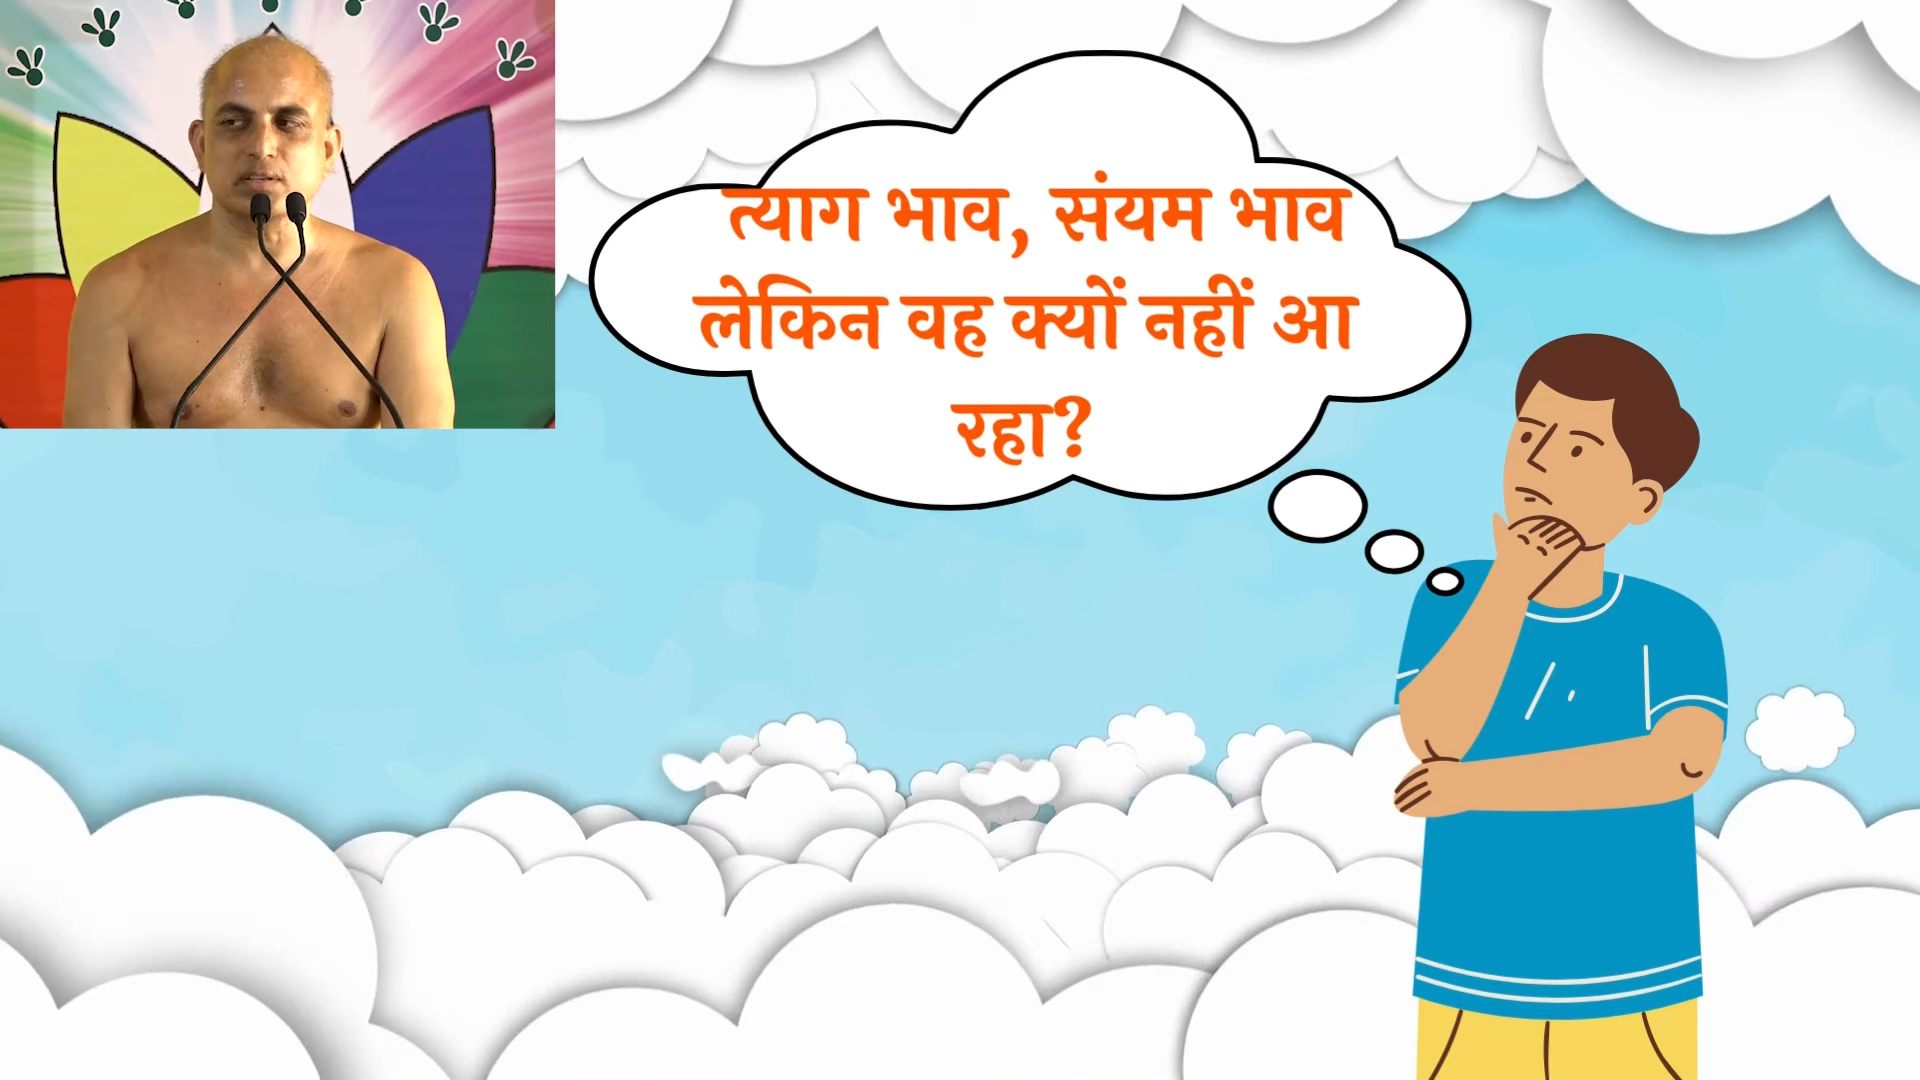 त्याग भाव, संयम भाव
लेकिन वह क्यों नहीं आ
रहा?